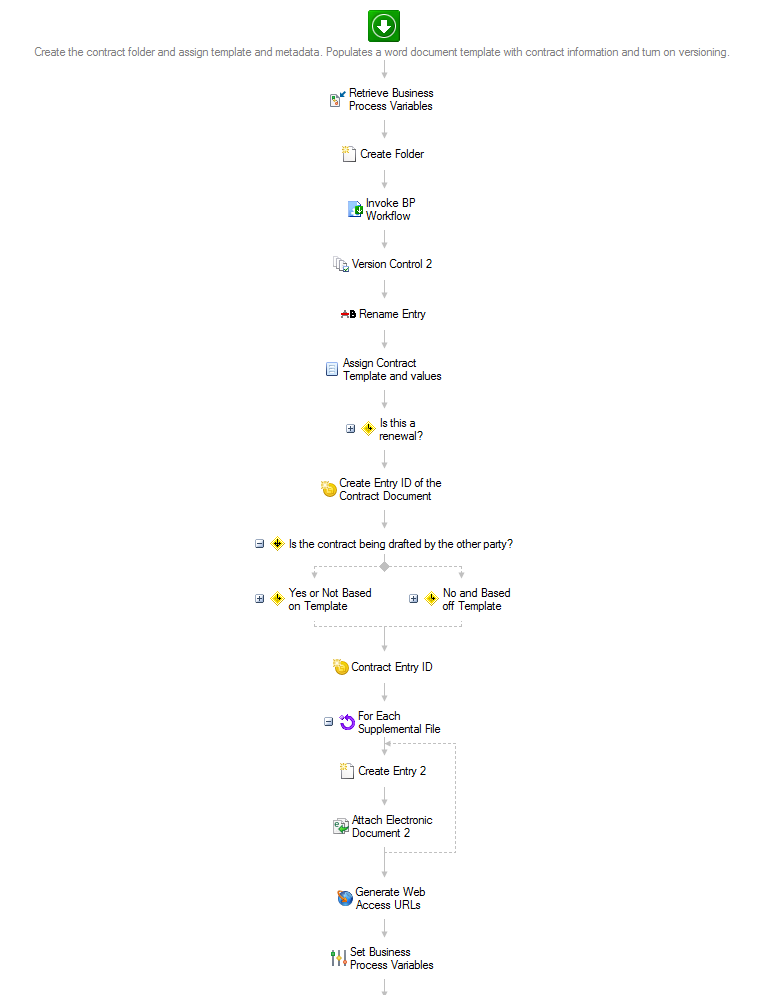 Create the contract folder and assign template and metadata. Populates a word document template with contract information and turn on versioning.
Retrieve Business
Process Variables
Create Folder
Invoke BP
Workflow
Version Control 2
Rename Entry
Assign Contract
Template and values
Is this a
renewal?
Create Entry ID of the
Contract Document
Is the contract being drafted by the other party?
Yes or Not Based
on Template
No and Based
off Template
Contract Entry ID
For Each
Supplemental File
Create Entry 2
Attach Electronic
Document 2
Generate Web
Access URLs
Set Business
Process Variables